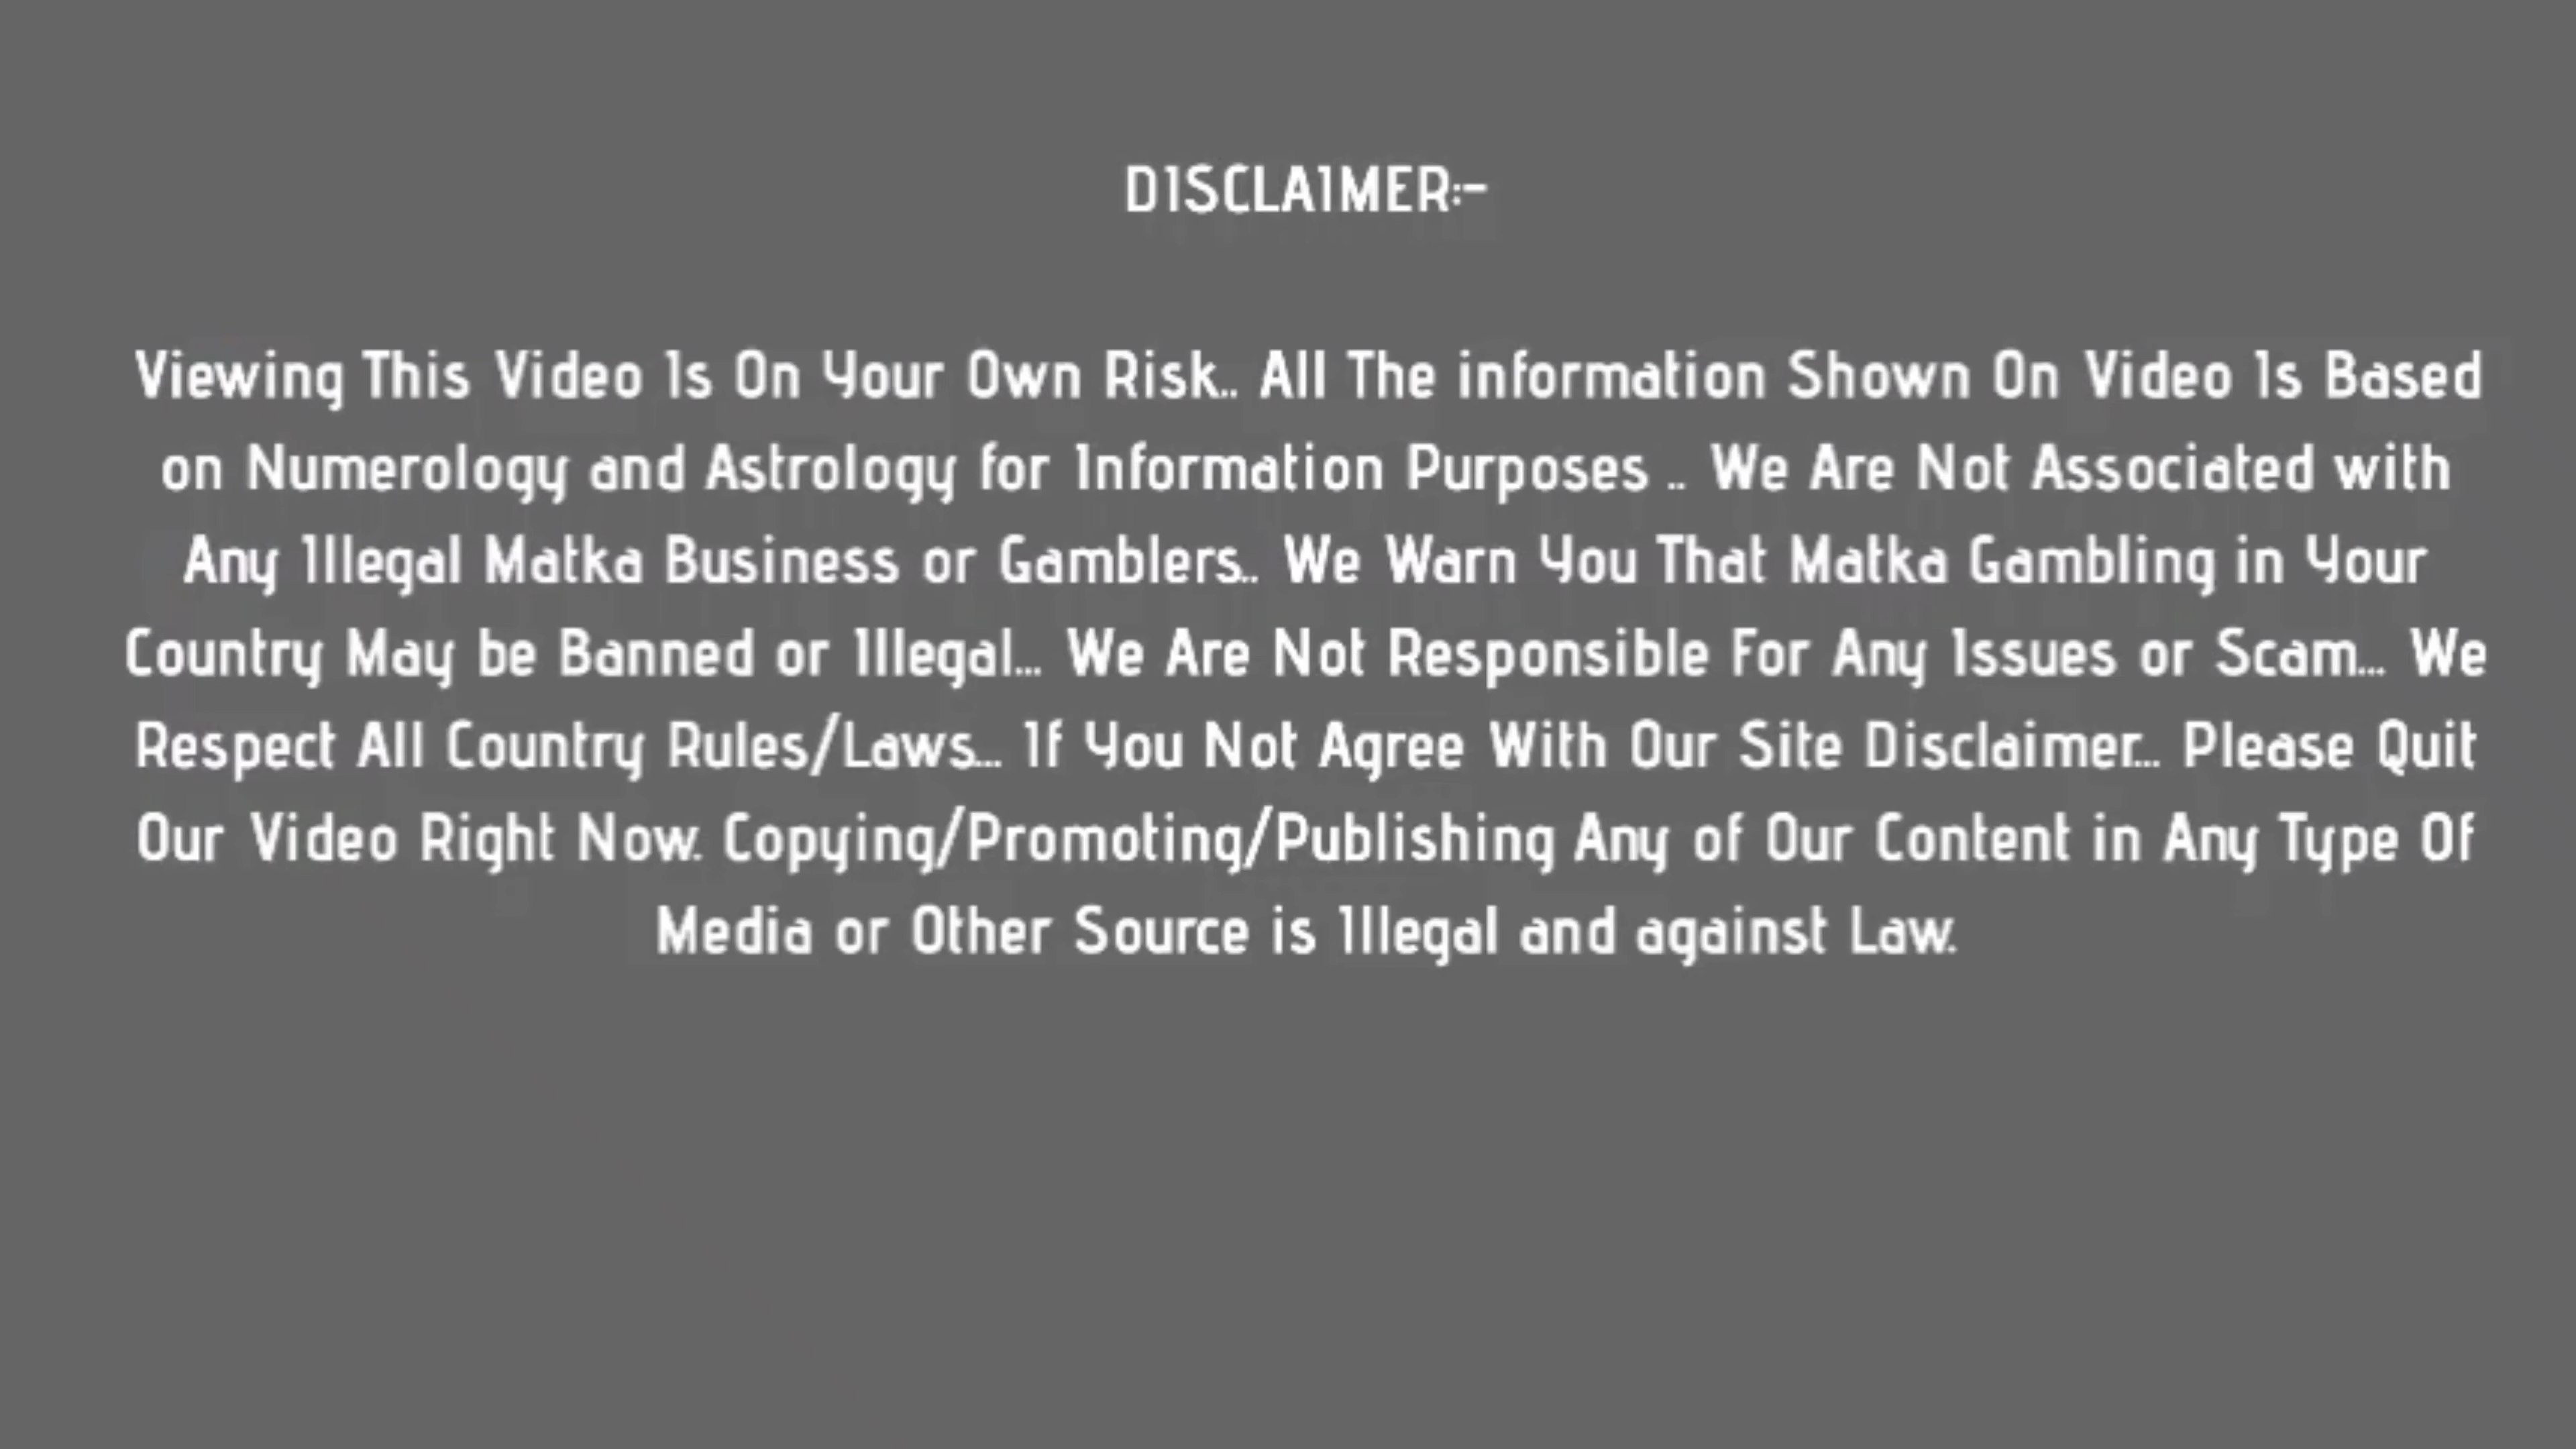 DISCLAIMER:-
Viewing This Video Is On Your Own Risk.. All The information Shown On Video Is Based
on Numerology and Astrology for Information Purposes .. We Are Not Associated with
Any Illegal Matka Business or Gamblers.. We Warn You That Matka Gambling in Your
Country May be Banned or Illegal... We Are Not Responsible For Any Issues or Scam... We
Respect All Country Rules/Laws... If You Not Agree With Our Site Disclaimer... Please Quit
Our Video Right Now. Copying/Promoting/Publishing Any of Our Content in Any Type Of
Media or Other Source is Illegal and against Law.